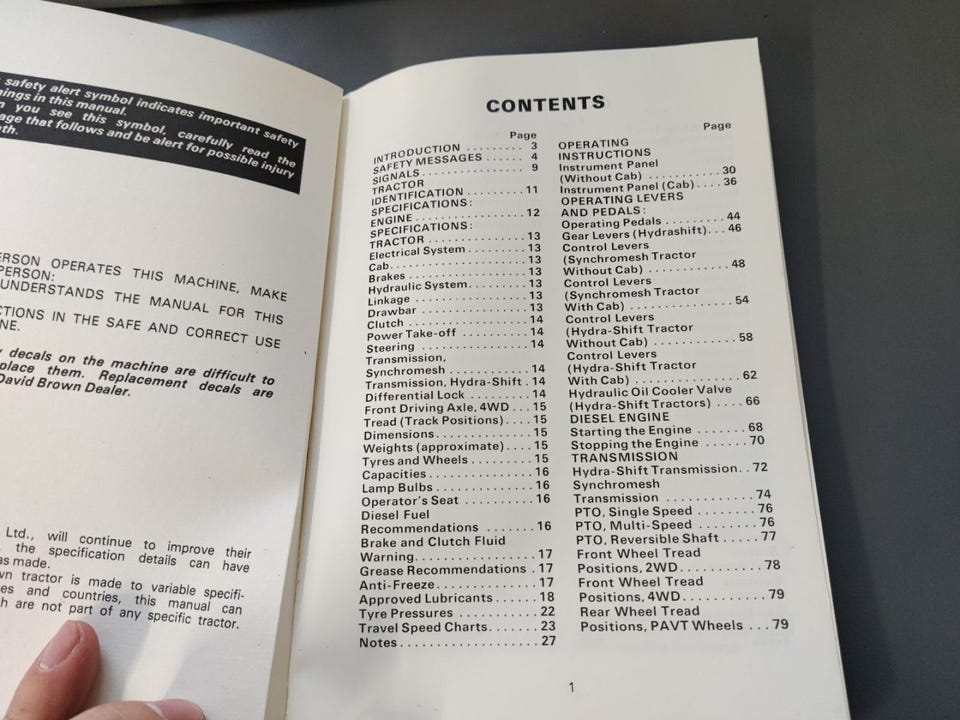 safety alert symbol indicates important safety
in this manual.
you see this symbol, carefully read the
that follows and be alert for possible injury
OPERATES THIS MACHINE, MAKE
PERSON:
UNDERSTANDS THE MANUAL FOR THIS
IN THE SAFE AND CORRECT USE
decals on the machine are difficult to
them. Replacement decals are
David Brown Dealer.
Ltd., will continue to improve their
the specification details can have
made.
tractor is made to variable
and countries, this manual can
are not part of any specific tractor.
CONTENTS
Page
INTRODUCTION ......... 3
SAFETY MESSAGES ...... 4
SIGNALS ............... 9
TRACTOR
IDENTIFICATION ......... 11
SPECIFICATIONS:
ENGINE ................. 12
SPECIFICATIONS:
TRACTOR ............... 13
Electrical System ......... 13
Cab ..................... 13
Brakes .................. 13
Hydraulic System ......... 13
Linkage ................. 13
Drawbar ................ 13
Clutch .................. 14
Power Take-off ........... 14
Steering ................. 14
Transmission,
Synchromesh ............ 14
Transmission, Hydra-Shift . 14
Differential Lock .......... 14
Front Driving Axle, 4WD ... 15
Tread (Track Positions) .... 15
Dimensions .............. 15
Weights (approximate) .... 15
Tyres and Wheels ......... 15
Capacities ............... 16
Lamp Bulbs .............. 16
Operator's Seat .......... 16
Diesel Fuel
Recommendations ....... 16
Brake and Clutch Fluid
Warning ................. 17
Grease Recommendations . 17
Anti-Freeze .............. 17
Approved Lubricants ...... 18
Tyre Pressures ........... 22
Travel Speed Charts ....... 23
Notes ................... 27
Page
OPERATING
INSTRUCTIONS
Instrument Panel
(Without Cab) ........... 30
Instrument Panel (Cab) .... 36
OPERATING LEVERS
AND PEDALS:
Operating Pedals ......... 44
Gear Levers (Hydrashift) ... 46
Control Levers
(Synchromesh Tractor
Without Cab) ............ 48
Control Levers
(Synchromesh Tractor
With Cab) ............... 54
Control Levers
(Hydra-Shift Tractor
Without Cab) ............ 58
Control Levers
(Hydra-Shift Tractor
With Cab) ............... 62
Hydraulic Oil Cooler Valve
(Hydra-Shift Tractors) .... 66
DIESEL ENGINE
Starting the Engine ....... 68
Stopping the Engine ...... 70
TRANSMISSION
Hydra-Shift Transmission .. 72
Synchromesh
Transmission ............ 74
PTO, Single Speed ........ 76
PTO, Multi-Speed ........ 76
PTO, Reversible Shaft ..... 77
Front Wheel Tread
Positions, 2WD ........... 78
Front Wheel Tread
Positions, 4WD ........... 79
Rear Wheel Tread
Positions, PAVT Wheels ... 79
1